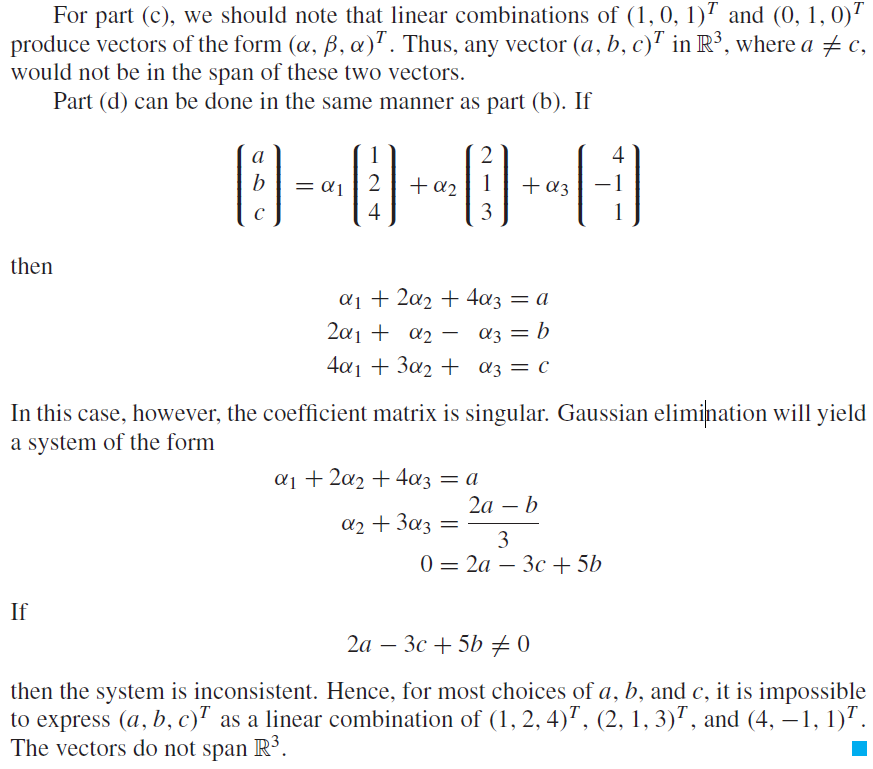 For part (c), we should note that linear combinations of (1, 0, 1)ᵀ and (0, 1, 0)ᵀ
produce vectors of the form (α, β, α)ᵀ. Thus, any vector (a, b, c)ᵀ in ℝ³, where a ≠ c,
would not be in the span of these two vectors.
Part (d) can be done in the same manner as part (b). If
a 1 2 4
b = α₁ 2 + α₂ 1 + α₃ −1
c 4 3 1
then
α₁ + 2α₂ + 4α₃ = a
2α₁ + α₂ − α₃ = b
4α₁ + 3α₂ + α₃ = c
In this case, however, the coefficient matrix is singular. Gaussian elimination will yield
a system of the form
α₁ + 2α₂ + 4α₃ = a
2a − b
α₂ + 3α₃ =
3
0 = 2a − 3c + 5b
If
2a − 3c + 5b ≠ 0
then the system is inconsistent. Hence, for most choices of a, b, and c, it is impossible
to express (a, b, c)ᵀ as a linear combination of (1, 2, 4)ᵀ, (2, 1, 3)ᵀ, and (4, −1, 1)ᵀ.
The vectors do not span ℝ³.